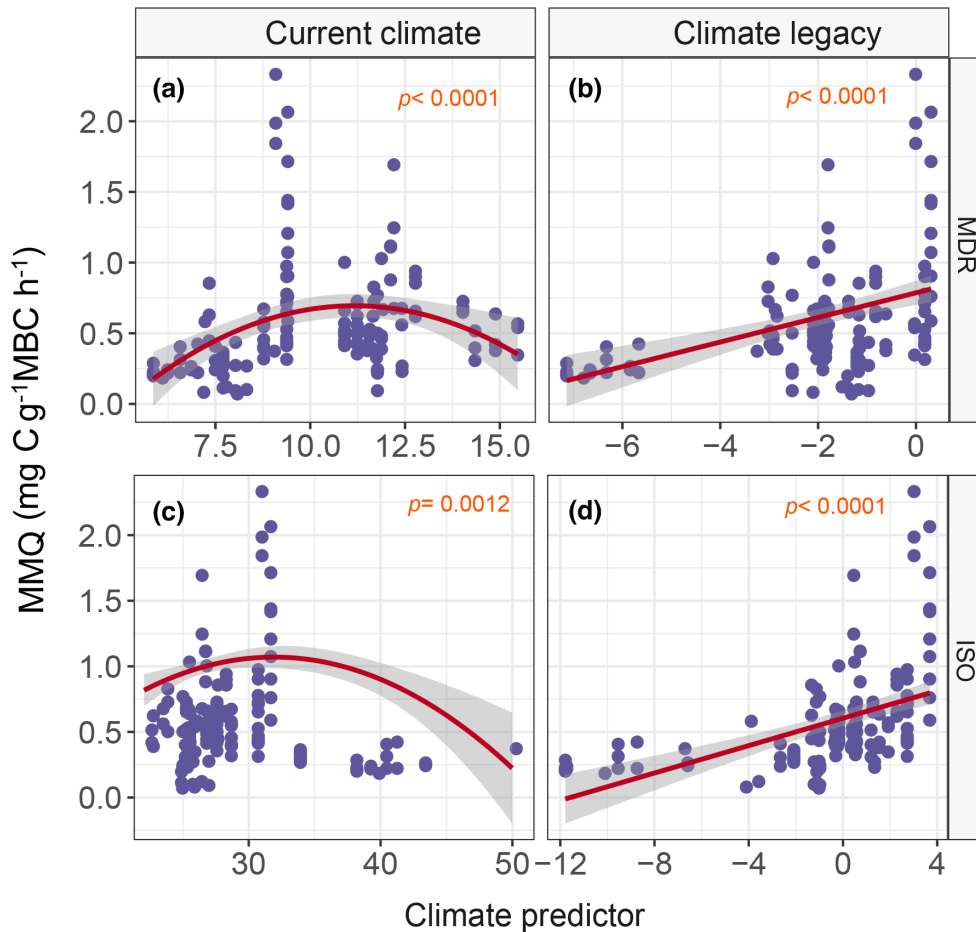 Current climate
Climate legacy
(a)
p< 0.0001
(b)
p< 0.0001
MDR
2.0
1.5
1.0
0.5
0.0
7.5 10.0 12.5 15.0
−6 −4 −2 0
(c)
p= 0.0012
(d)
p< 0.0001
ISO
2.0
1.5
1.0
0.5
0.0
30 40 50
−12 −8 −4 0 4
MMQ (mg C g⁻¹MBC h⁻¹)
Climate predictor